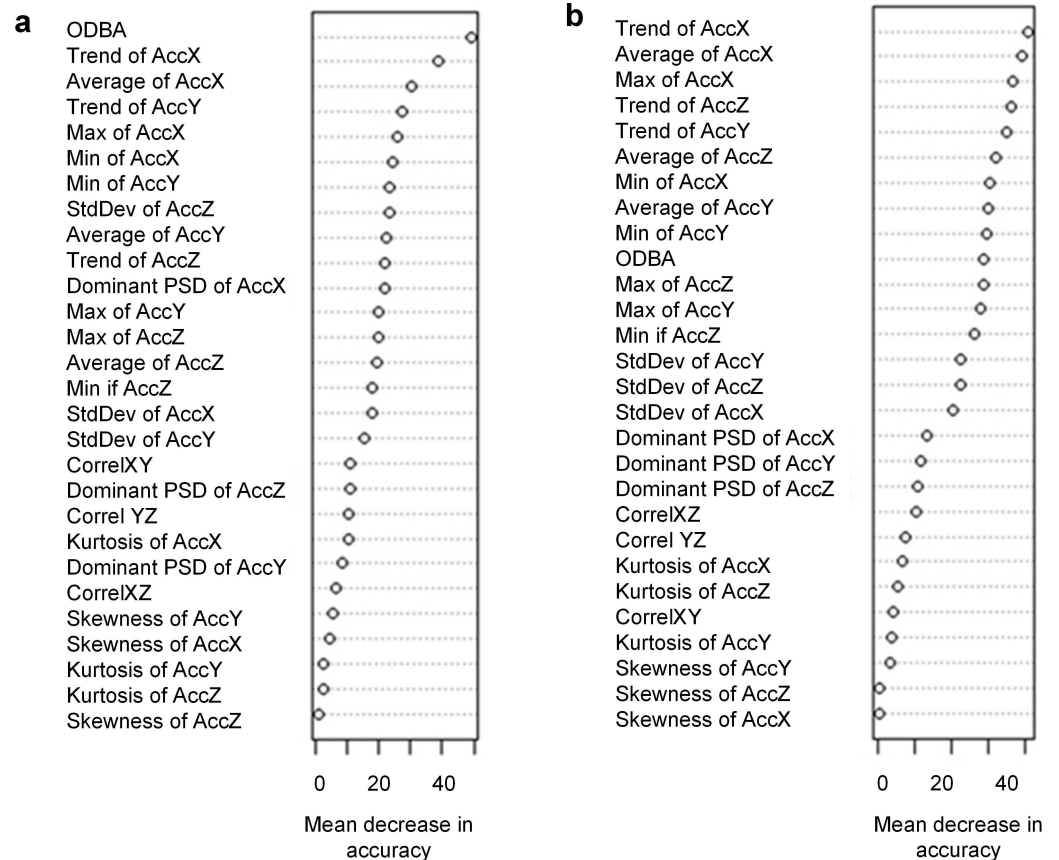 a
ODBA
Trend of AccX
Average of AccX
Trend of AccY
Max of AccX
Min of AccX
Min of AccY
StdDev of AccZ
Average of AccY
Trend of AccZ
Dominant PSD of AccX
Max of AccY
Max of AccZ
Average of AccZ
Min if AccZ
StdDev of AccX
StdDev of AccY
CorrelXY
Dominant PSD of AccZ
Correl YZ
Kurtosis of AccX
Dominant PSD of AccY
CorrelXZ
Skewness of AccY
Skewness of AccX
Kurtosis of AccY
Kurtosis of AccZ
Skewness of AccZ
0 20 40
Mean decrease in
accuracy
b
Trend of AccX
Average of AccX
Max of AccX
Trend of AccZ
Trend of AccY
Average of AccZ
Min of AccX
Average of AccY
Min of AccY
ODBA
Max of AccZ
Max of AccY
Min if AccZ
StdDev of AccY
StdDev of AccZ
StdDev of AccX
Dominant PSD of AccX
Dominant PSD of AccY
Dominant PSD of AccZ
CorrelXZ
Correl YZ
Kurtosis of AccX
Kurtosis of AccZ
CorrelXY
Kurtosis of AccY
Skewness of AccY
Skewness of AccZ
Skewness of AccX
0 20 40
Mean decrease in
accuracy